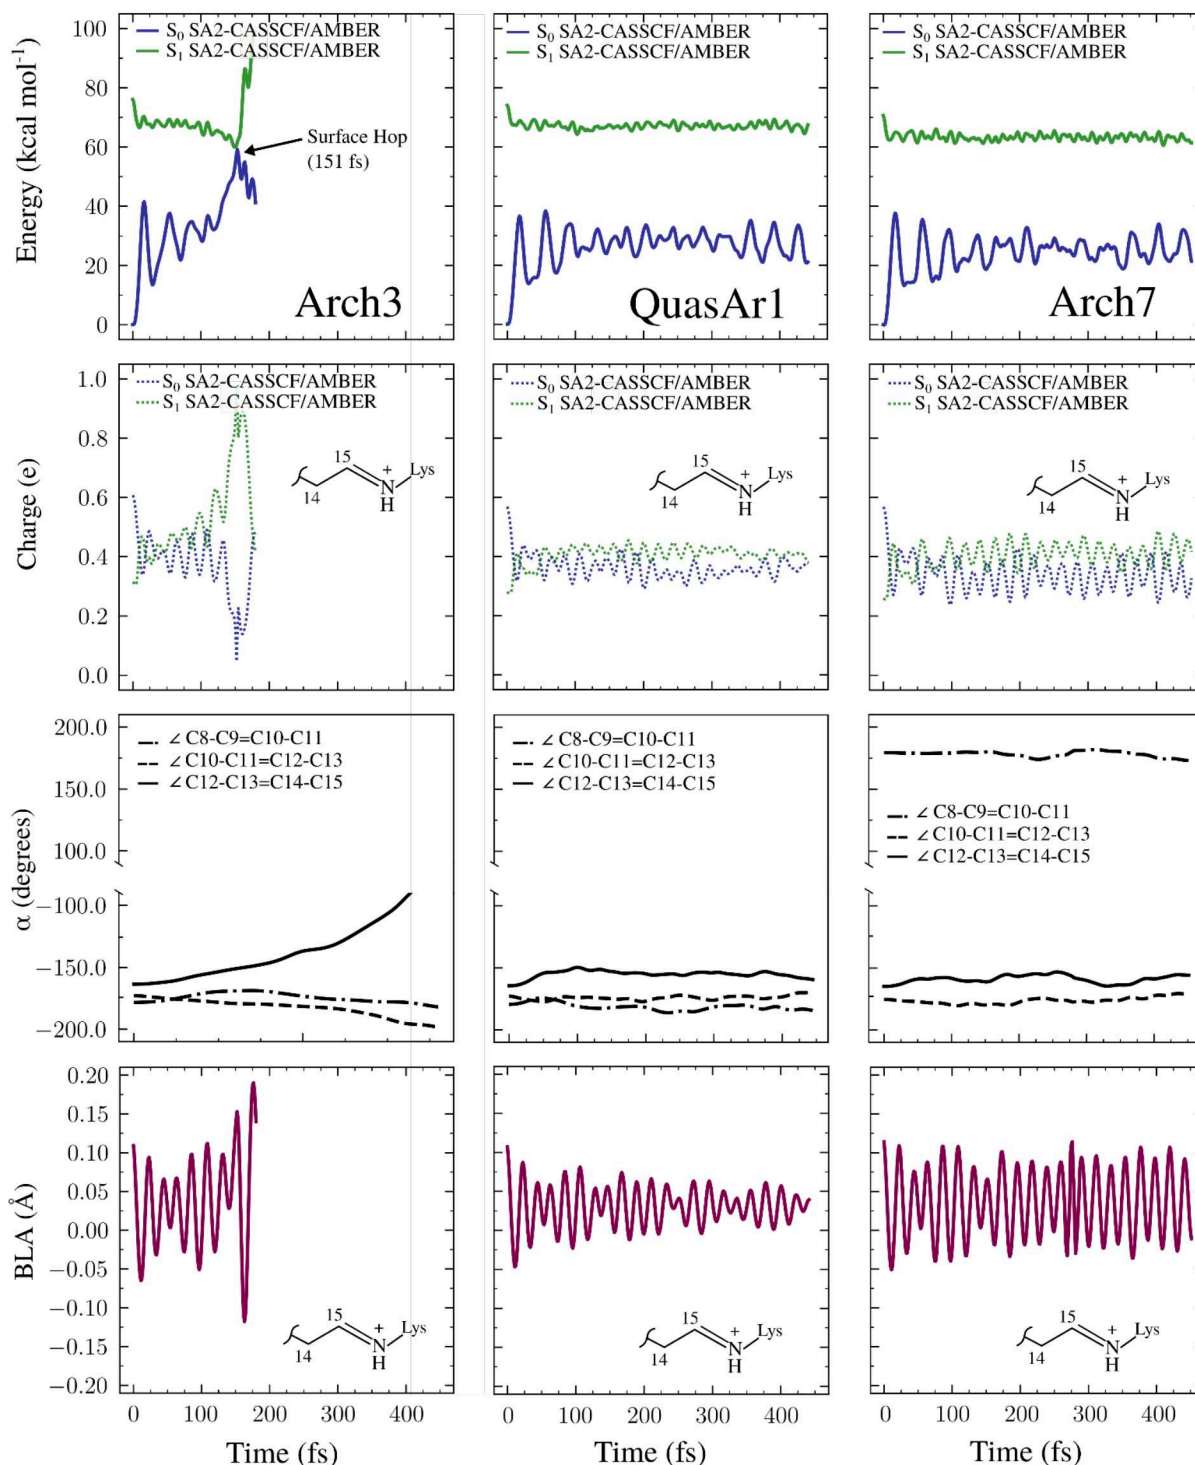 S₀ SA2-CASSCF/AMBER
S₁ SA2-CASSCF/AMBER
Surface Hop
(151 fs)
Arch3
Energy (kcal mol⁻¹)
100
80
60
40
20
0
S₀ SA2-CASSCF/AMBER
S₁ SA2-CASSCF/AMBER
QuasAr1
S₀ SA2-CASSCF/AMBER
S₁ SA2-CASSCF/AMBER
Arch7
Charge (e)
1.0
0.8
0.6
0.4
0.2
0.0
S₀ SA2-CASSCF/AMBER
S₁ SA2-CASSCF/AMBER
15
14
+
N
H
Lys
S₀ SA2-CASSCF/AMBER
S₁ SA2-CASSCF/AMBER
15
14
+
N
H
Lys
S₀ SA2-CASSCF/AMBER
S₁ SA2-CASSCF/AMBER
15
14
+
N
H
Lys
α (degrees)
200.0
150.0
100.0
−100.0
−150.0
−200.0
∠ C8-C9=C10-C11
∠ C10-C11=C12-C13
∠ C12-C13=C14-C15
∠ C8-C9=C10-C11
∠ C10-C11=C12-C13
∠ C12-C13=C14-C15
∠ C8-C9=C10-C11
∠ C10-C11=C12-C13
∠ C12-C13=C14-C15
BLA (Å)
0.20
0.15
0.10
0.05
0.00
−0.05
−0.10
−0.15
−0.20
15
14
+
N
H
Lys
15
14
+
N
H
Lys
15
14
+
N
H
Lys
0 100 200 300 400
0 100 200 300 400
0 100 200 300 400
Time (fs)
Time (fs)
Time (fs)